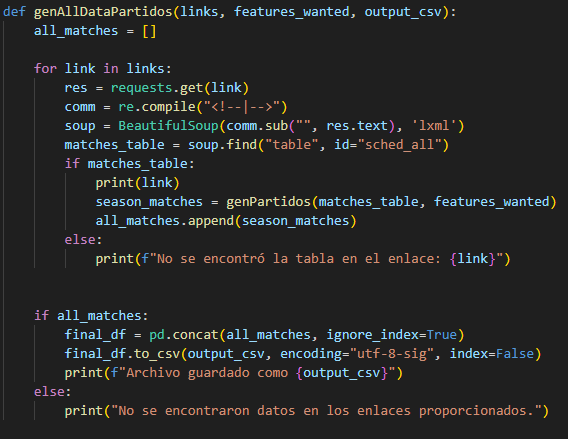 def genAllDataPartidos(links, features_wanted, output_csv):
    all_matches = []

    for link in links:
        res = requests.get(link)
        comm = re.compile("<!--|-->")
        soup = BeautifulSoup(comm.sub("", res.text), 'lxml')
        matches_table = soup.find("table", id="sched_all")
        if matches_table:
            print(link)
            season_matches = genPartidos(matches_table, features_wanted)
            all_matches.append(season_matches)
        else:
            print(f"No se encontró la tabla en el enlace: {link}")


    if all_matches:
        final_df = pd.concat(all_matches, ignore_index=True)
        final_df.to_csv(output_csv, encoding="utf-8-sig", index=False)
        print(f"Archivo guardado como {output_csv}")
    else:
        print("No se encontraron datos en los enlaces proporcionados.")